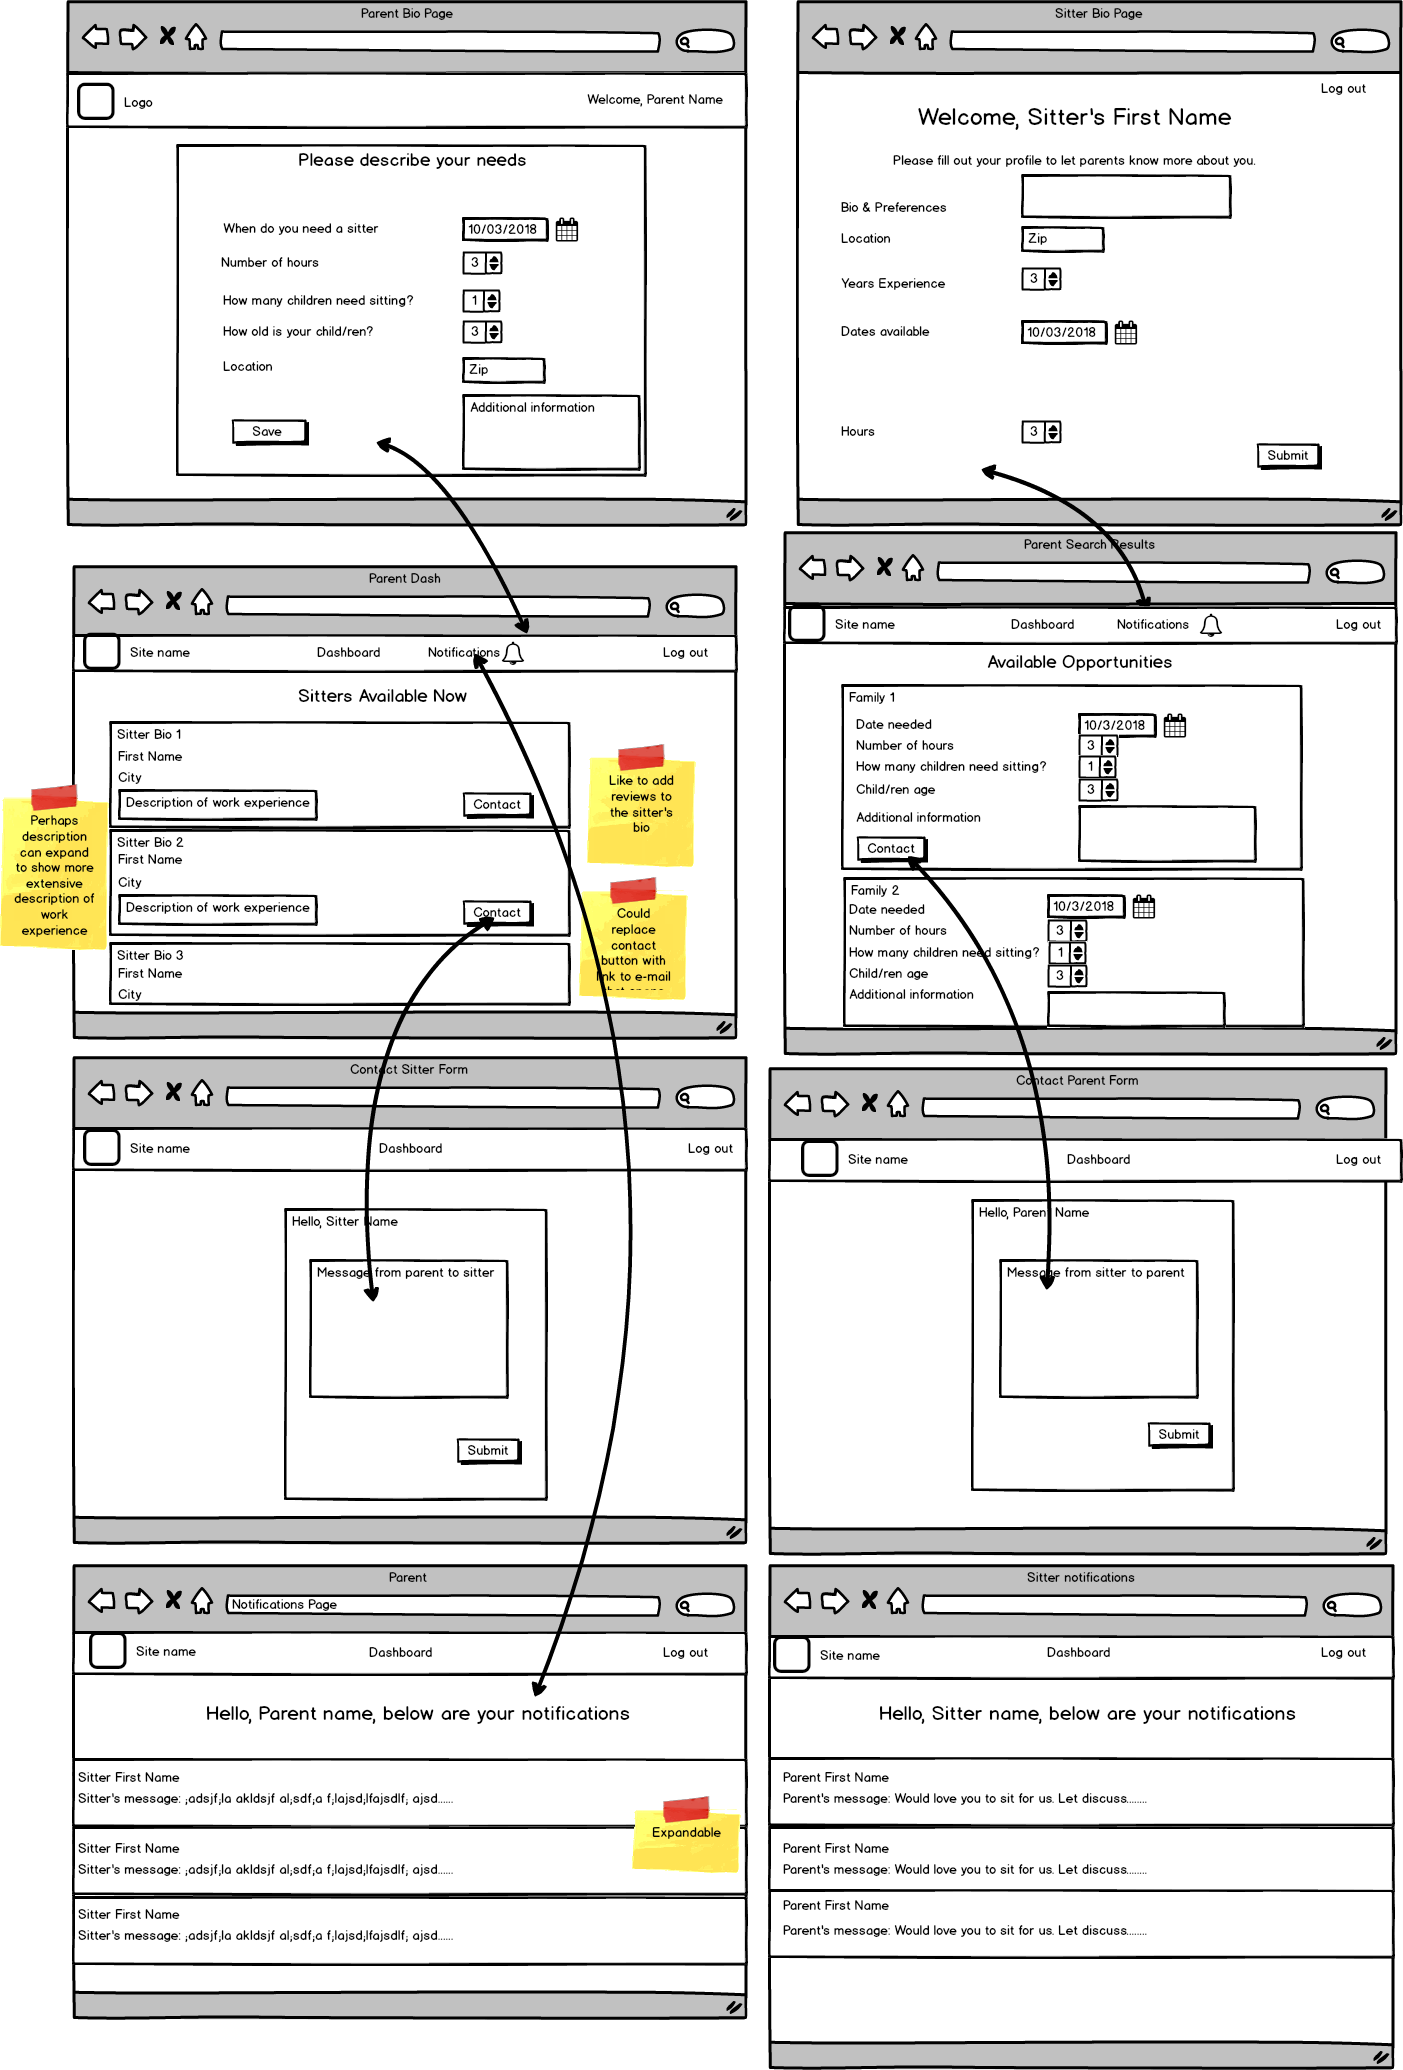 Parent Bio Page
Logo
Welcome, Parent Name
Please describe your needs
When do you need a sitter
10/03/2018
Number of hours
3
How many children need sitting?
1
How old is your child/ren?
3
Location
Zip
Additional information
Save
Sitter Bio Page
Log out
Welcome, Sitter's First Name
Please fill out your profile to let parents know more about you.
Bio & Preferences
Location
Zip
Years Experience
3
Dates available
10/03/2018
Hours
3
Submit
Parent Dash
Site name
Dashboard
Notifications
Log out
Sitters Available Now
Sitter Bio 1
First Name
City
Description of work experience
Contact
Sitter Bio 2
First Name
City
Description of work experience
Contact
Sitter Bio 3
First Name
City
Perhaps
description
can expand
to show more
extensive
description of
work
experience
Like to add
reviews to
the sitter's
bio
Could
replace
contact
button with
link to e-mail
Parent Search Results
Site name
Dashboard
Notifications
Log out
Available Opportunities
Family 1
Date needed
10/3/2018
Number of hours
3
How many children need sitting?
1
Child/ren age
3
Additional information
Contact
Family 2
Date needed
10/3/2018
Number of hours
3
How many children need sitting?
1
Child/ren age
3
Additional information
Contact Sitter Form
Site name
Dashboard
Log out
Hello, Sitter Name
Message from parent to sitter
Submit
Contact Parent Form
Site name
Dashboard
Log out
Hello, Parent Name
Message from sitter to parent
Submit
Parent
Notifications Page
Site name
Dashboard
Log out
Hello, Parent name, below are your notifications
Sitter First Name
Sitter's message: ;adsjf;la akldsjf al;sdf;a f;lajsd;lfajsdlf; ajsd......
Expandable
Sitter First Name
Sitter's message: ;adsjf;la akldsjf al;sdf;a f;lajsd;lfajsdlf; ajsd......
Sitter First Name
Sitter's message: ;adsjf;la akldsjf al;sdf;a f;lajsd;lfajsdlf; ajsd......
Sitter notifications
Site name
Dashboard
Log out
Hello, Sitter name, below are your notifications
Parent First Name
Parent's message: Would love you to sit for us. Let discuss........
Parent First Name
Parent's message: Would love you to sit for us. Let discuss........
Parent First Name
Parent's message: Would love you to sit for us. Let discuss........